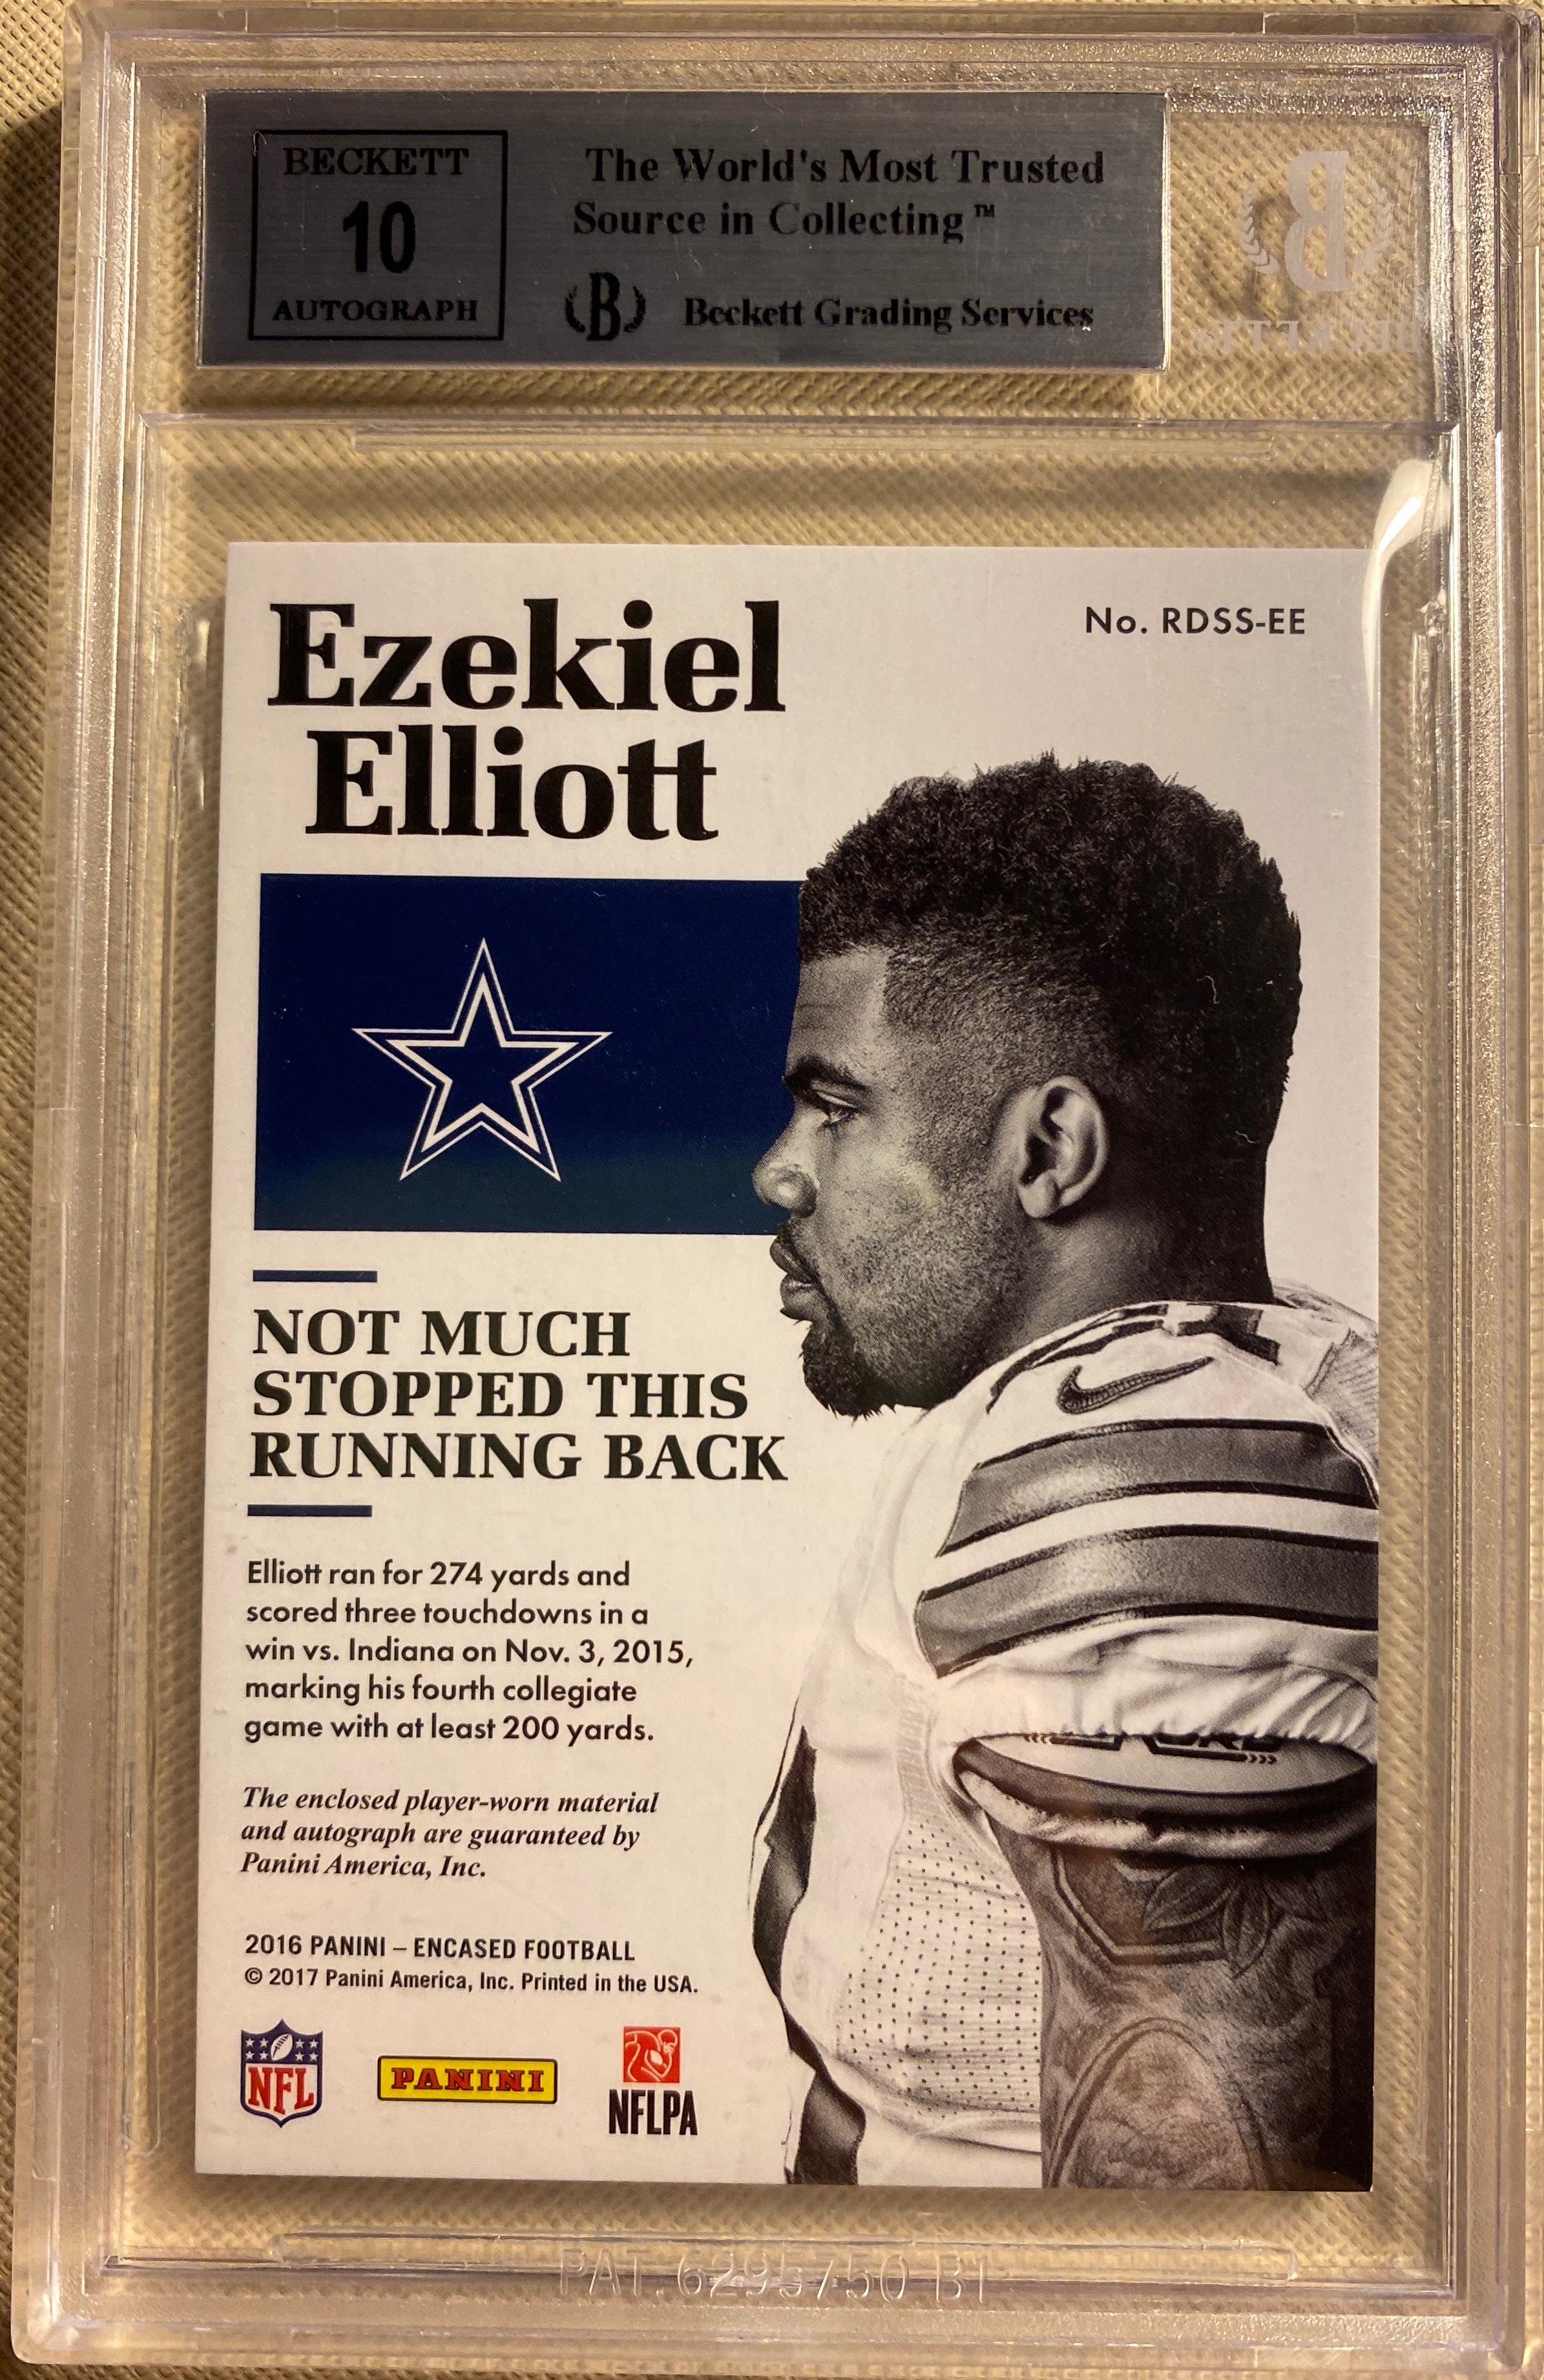 BECKETT
10
AUTOGRAPH
The World's Most Trusted
Source in Collecting™
B
Beckett Grading Services
B
BECKETT
Ezekiel
Elliott
No. RDSS-EE
NOT MUCH
STOPPED THIS
RUNNING BACK
Elliott ran for 274 yards and
scored three touchdowns in a
win vs. Indiana on Nov. 3, 2015,
marking his fourth collegiate
game with at least 200 yards.
The enclosed player-worn material
and autograph are guaranteed by
Panini America, Inc.
2016 PANINI – ENCASED FOOTBALL
© 2017 Panini America, Inc. Printed in the USA.
NFL
PANINI
NFLPA
PAT. 6295750 B1